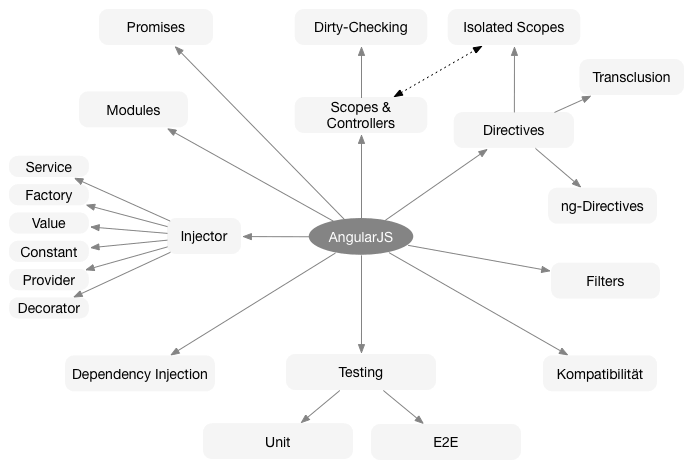 Promises
Dirty-Checking
Isolated Scopes
Transclusion
Modules
Scopes &
Controllers
Directives
Service
Factory
Value
Constant
Provider
Decorator
Injector
AngularJS
ng-Directives
Filters
Dependency Injection
Testing
Kompatibilität
Unit
E2E